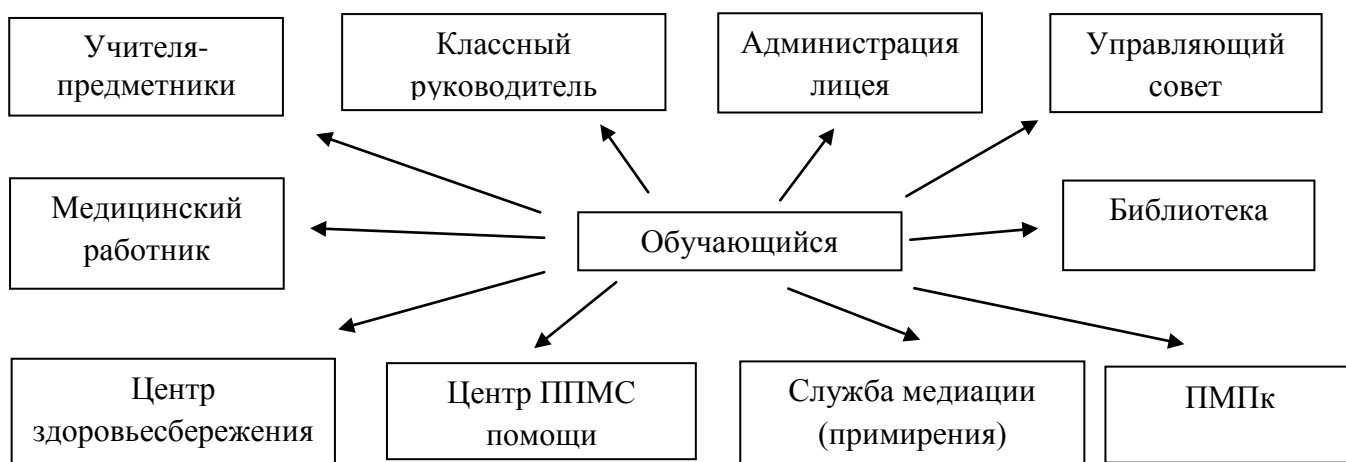 Учителя-
предметники
Классный
руководитель
Администрация
лицея
Управляющий
совет
Медицинский
работник
Обучающийся
Библиотека
Центр
здоровьесбережения
Центр ППМС
помощи
Служба медиации
(примирения)
ПМПк